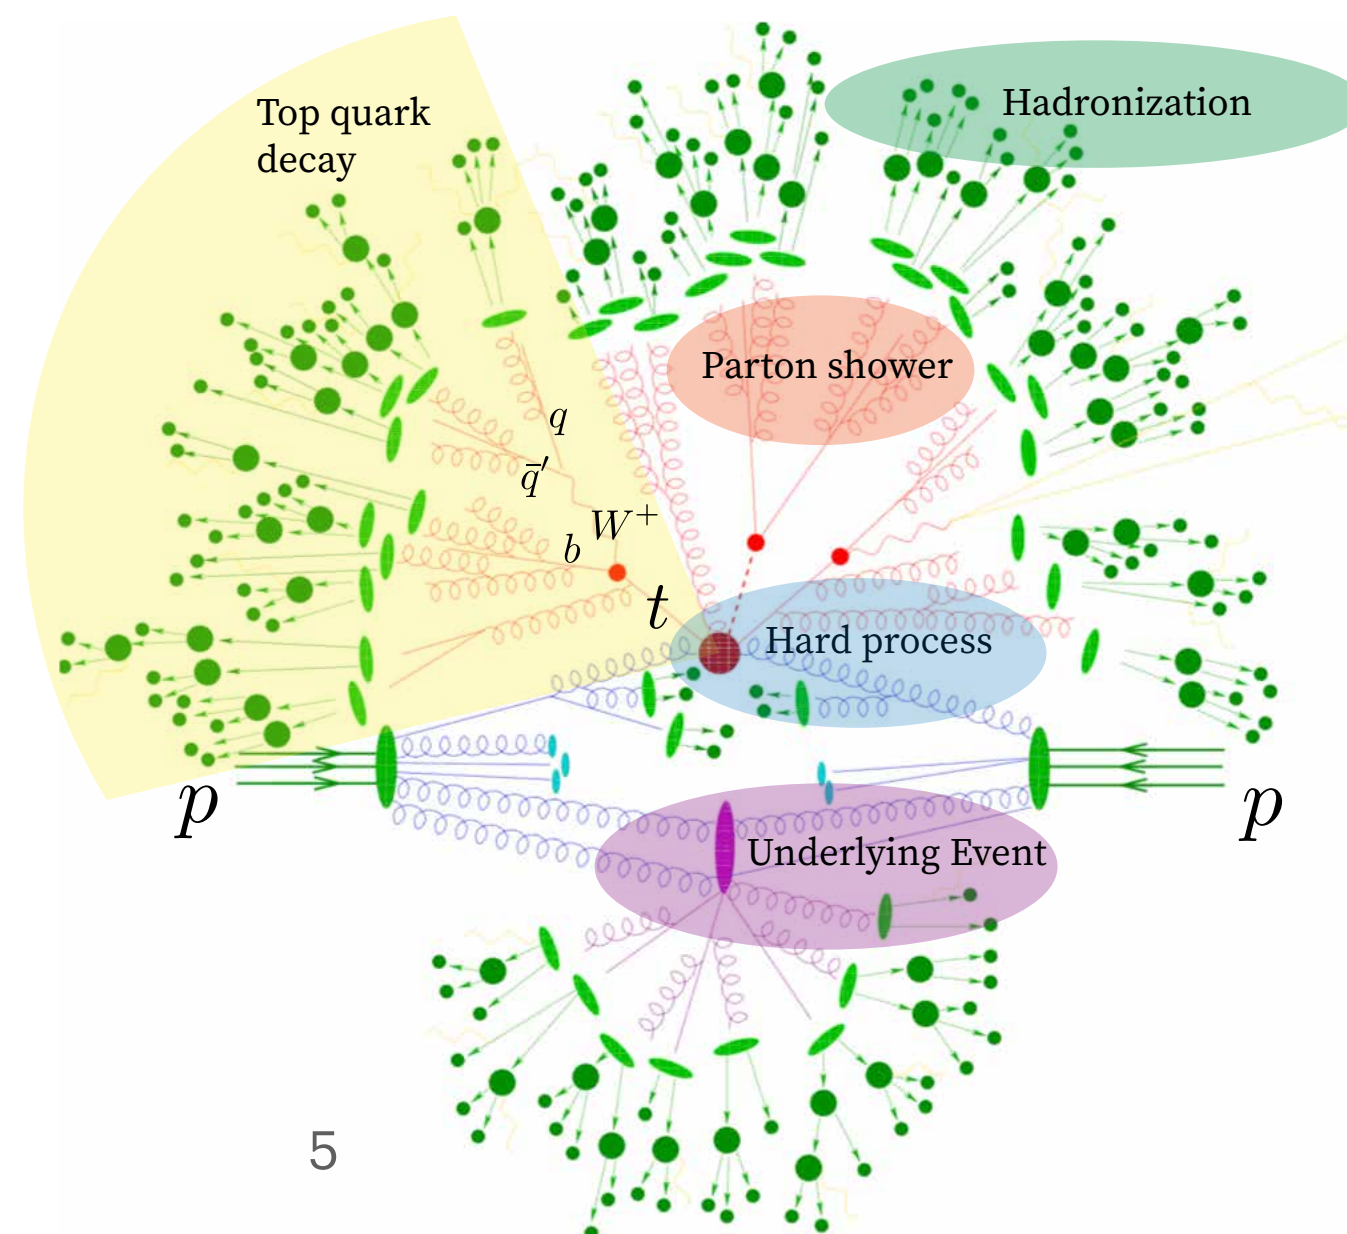 Top quark
decay
Hadronization
Parton shower
q
q̄′
W⁺
b
t
Hard process
p
p
Underlying Event
5